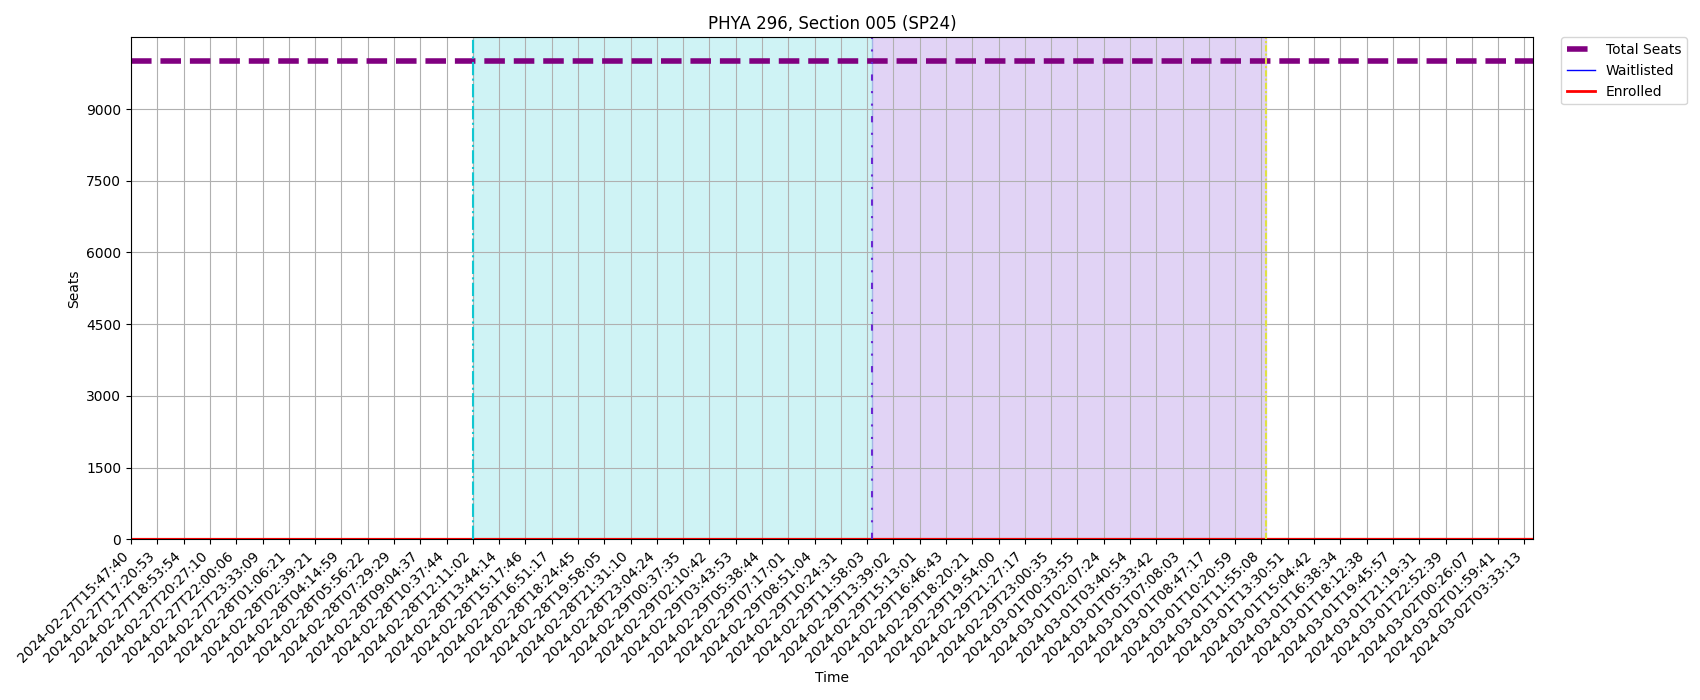 PHYA 296, Section 005 (SP24)
Total Seats
Waitlisted
Enrolled
Seats
9000
7500
6000
4500
3000
1500
0
2024-02-27T15:47:40
2024-02-27T17:20:53
2024-02-27T18:53:54
2024-02-27T20:27:10
2024-02-27T22:00:06
2024-02-27T23:33:09
2024-02-28T01:06:21
2024-02-28T02:39:21
2024-02-28T04:14:59
2024-02-28T05:56:22
2024-02-28T07:29:29
2024-02-28T09:04:37
2024-02-28T10:37:44
2024-02-28T12:11:02
2024-02-28T13:44:14
2024-02-28T15:17:46
2024-02-28T16:51:17
2024-02-28T18:24:45
2024-02-28T19:58:05
2024-02-28T21:31:10
2024-02-28T23:04:24
2024-02-29T00:37:35
2024-02-29T02:10:42
2024-02-29T03:43:53
2024-02-29T05:38:44
2024-02-29T07:17:01
2024-02-29T08:51:04
2024-02-29T10:24:31
2024-02-29T11:58:03
2024-02-29T13:39:02
2024-02-29T15:13:01
2024-02-29T16:46:43
2024-02-29T18:20:21
2024-02-29T19:54:00
2024-02-29T21:27:17
2024-02-29T23:00:35
2024-03-01T00:33:55
2024-03-01T02:07:24
2024-03-01T03:40:54
2024-03-01T05:33:42
2024-03-01T07:08:03
2024-03-01T08:47:17
2024-03-01T10:20:59
2024-03-01T11:55:08
2024-03-01T13:30:51
2024-03-01T15:04:42
2024-03-01T16:38:34
2024-03-01T18:12:38
2024-03-01T19:45:57
2024-03-01T21:19:31
2024-03-01T22:52:39
2024-03-02T00:26:07
2024-03-02T01:59:41
2024-03-02T03:33:13
Time